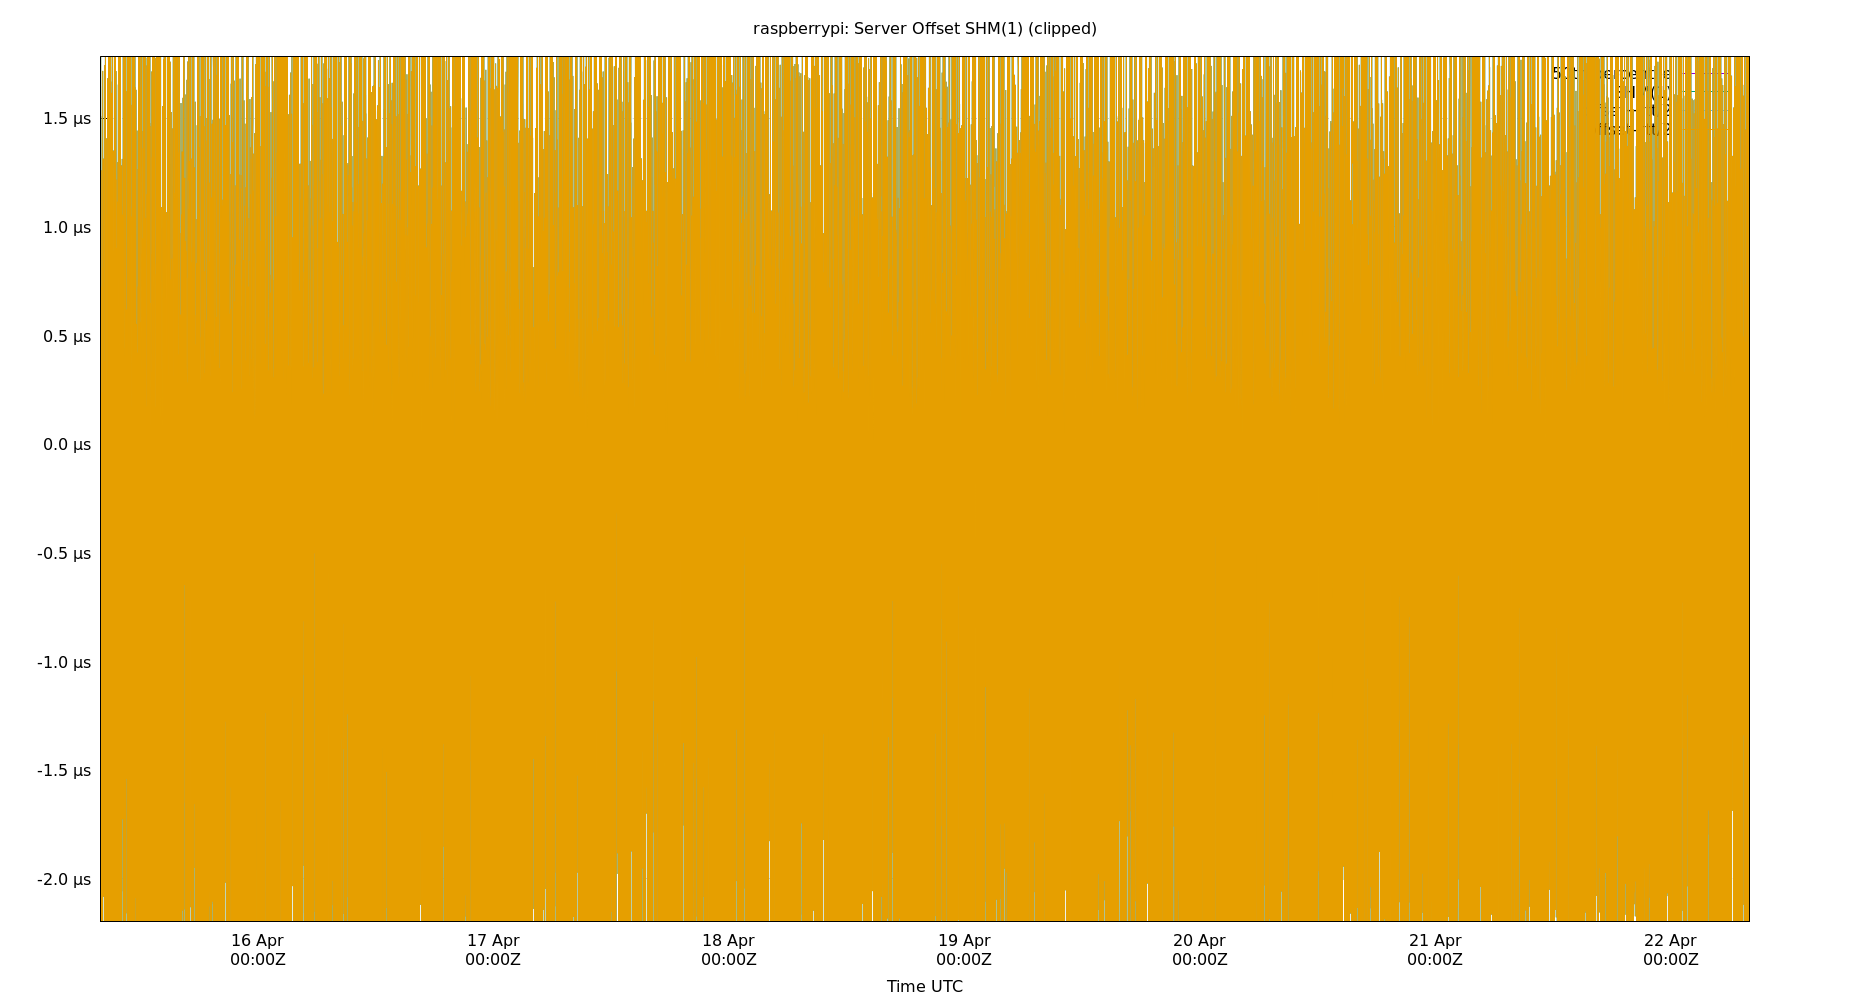 raspberrypi: Server Offset SHM(1) (clipped)
1.5 µs
1.0 µs
0.5 µs
0.0 µs
-0.5 µs
-1.0 µs
-1.5 µs
-2.0 µs
16 Apr 17 Apr 18 Apr 19 Apr 20 Apr 21 Apr 22 Apr
00:00Z 00:00Z 00:00Z 00:00Z 00:00Z 00:00Z 00:00Z
Time UTC